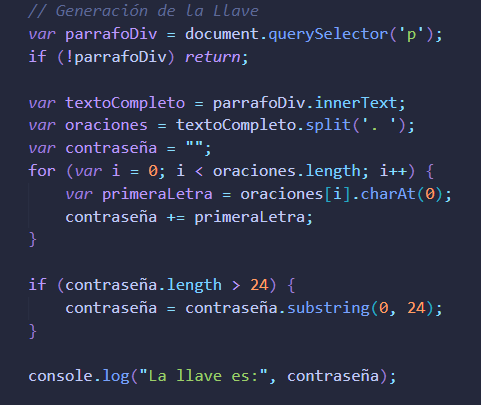 // Generación de la Llave
var parrafoDiv = document.querySelector('p');
if (!parrafoDiv) return;

var textoCompleto = parrafoDiv.innerText;
var oraciones = textoCompleto.split('. ');
var contraseña = "";
for (var i = 0; i < oraciones.length; i++) {
    var primeraLetra = oraciones[i].charAt(0);
    contraseña += primeraLetra;
}

if (contraseña.length > 24) {
    contraseña = contraseña.substring(0, 24);
}

console.log("La llave es:", contraseña);